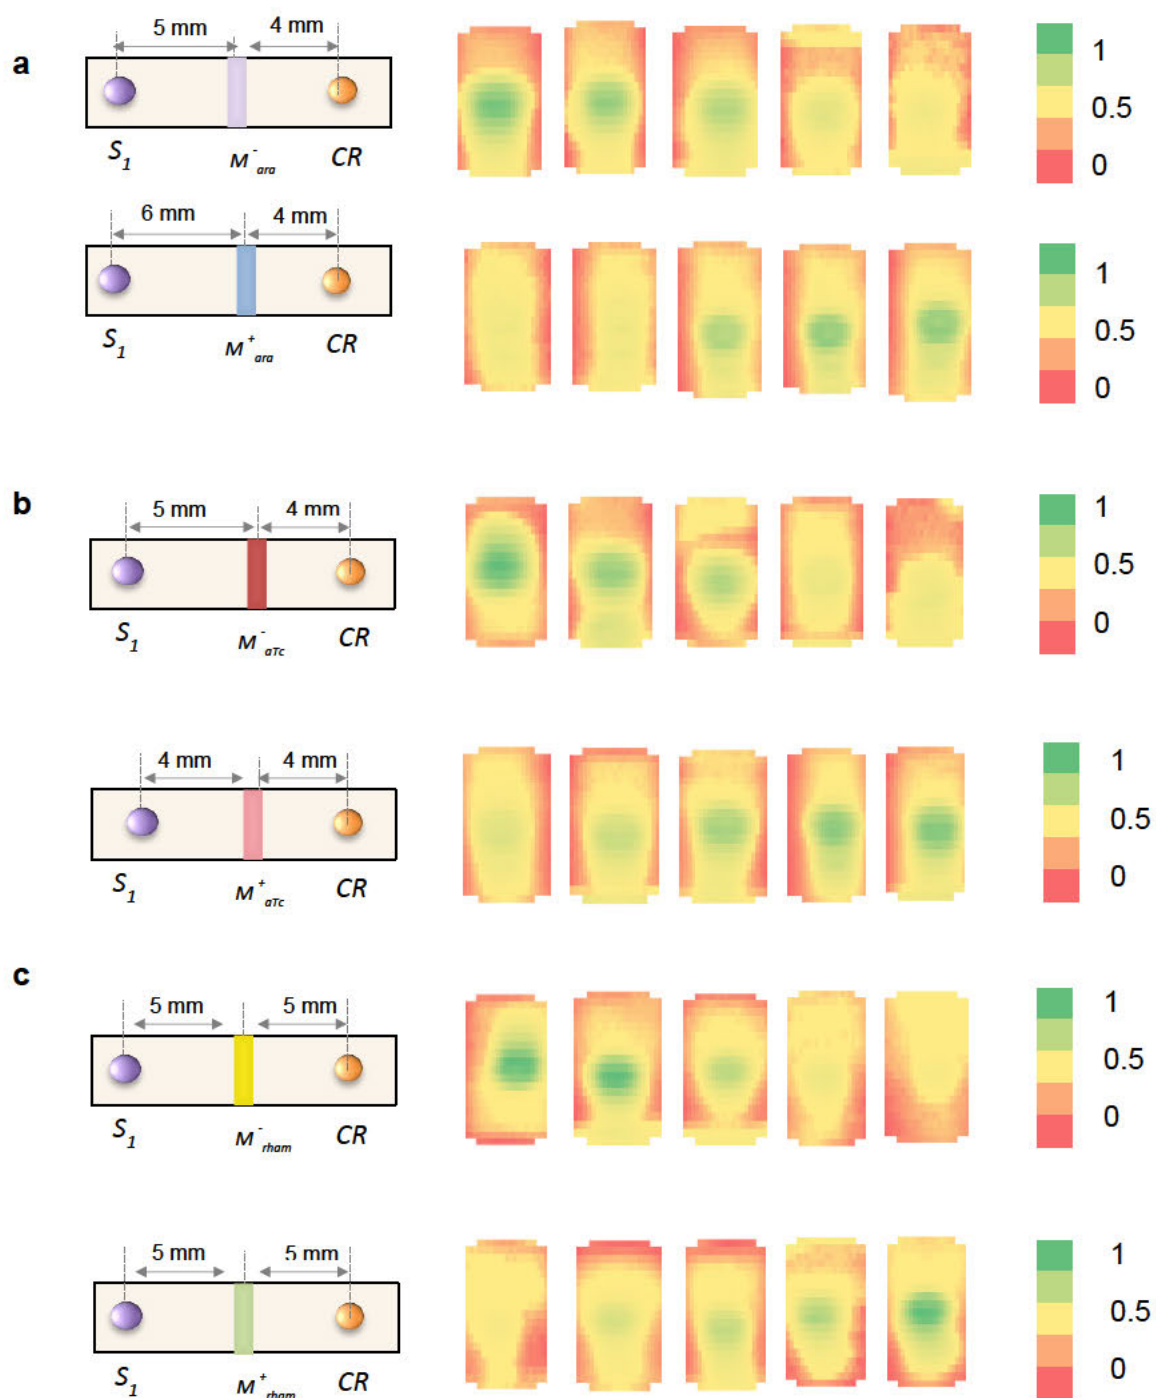 a
5 mm 4 mm
S₁ M⁻ara CR
1
0.5
0
6 mm 4 mm
S₁ M⁺ara CR
1
0.5
0
b
5 mm 4 mm
S₁ M⁻aTc CR
1
0.5
0
4 mm 4 mm
S₁ M⁺aTc CR
1
0.5
0
c
5 mm 5 mm
S₁ M⁻rham CR
1
0.5
0
5 mm 5 mm
S₁ M⁺rham CR
1
0.5
0